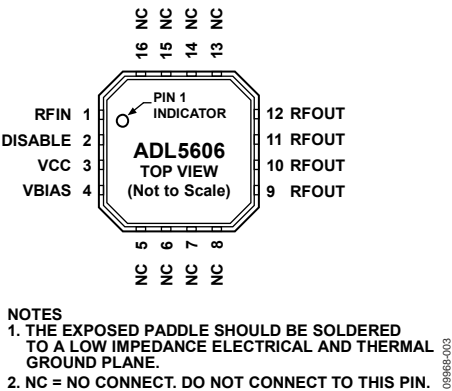 16 NC
15 NC
14 NC
13 NC
PIN 1
INDICATOR
RFIN 1
DISABLE 2
VCC 3
VBIAS 4
ADL5606
TOP VIEW
(Not to Scale)
12 RFOUT
11 RFOUT
10 RFOUT
9 RFOUT
NC 5
NC 6
NC 7
NC 8
NOTES
1. THE EXPOSED PADDLE SHOULD BE SOLDERED
TO A LOW IMPEDANCE ELECTRICAL AND THERMAL
GROUND PLANE.
2. NC = NO CONNECT. DO NOT CONNECT TO THIS PIN.
09968-003